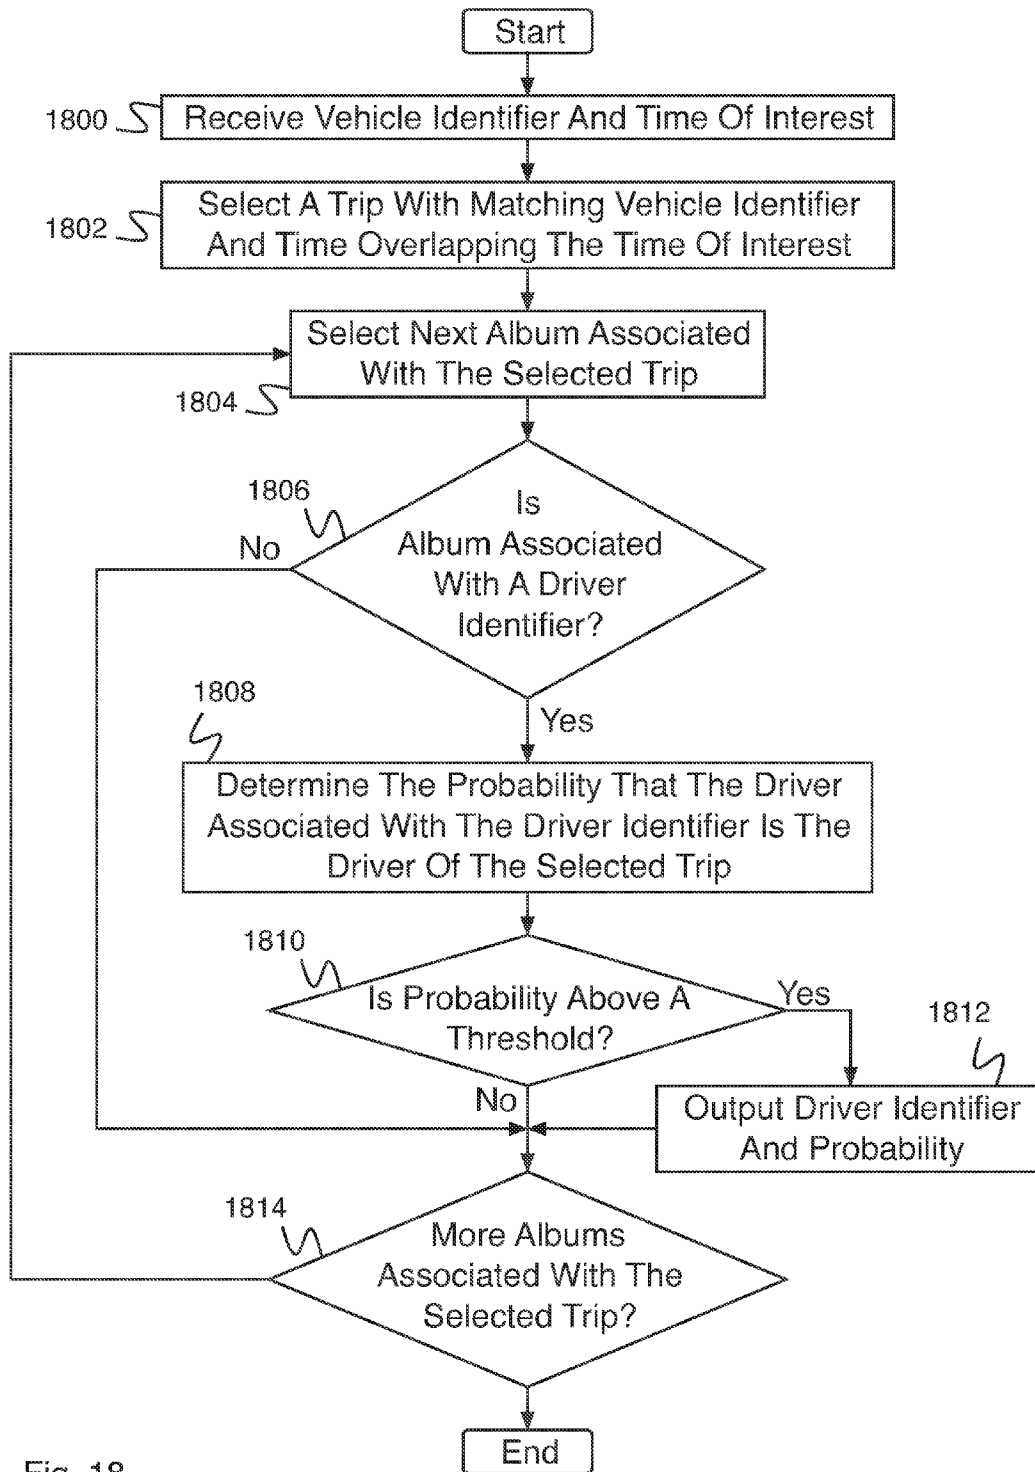 Start
1800
Receive Vehicle Identifier And Time Of Interest
1802
Select A Trip With Matching Vehicle Identifier
And Time Overlapping The Time Of Interest
Select Next Album Associated
With The Selected Trip
1804
1806
No
Is
Album Associated
With A Driver
Identifier?
Yes
1808
Determine The Probability That The Driver
Associated With The Driver Identifier Is The
Driver Of The Selected Trip
1810
Is Probability Above A
Threshold?
Yes
1812
No
Output Driver Identifier
And Probability
1814
More Albums
Associated With The
Selected Trip?
End
Fig. 18